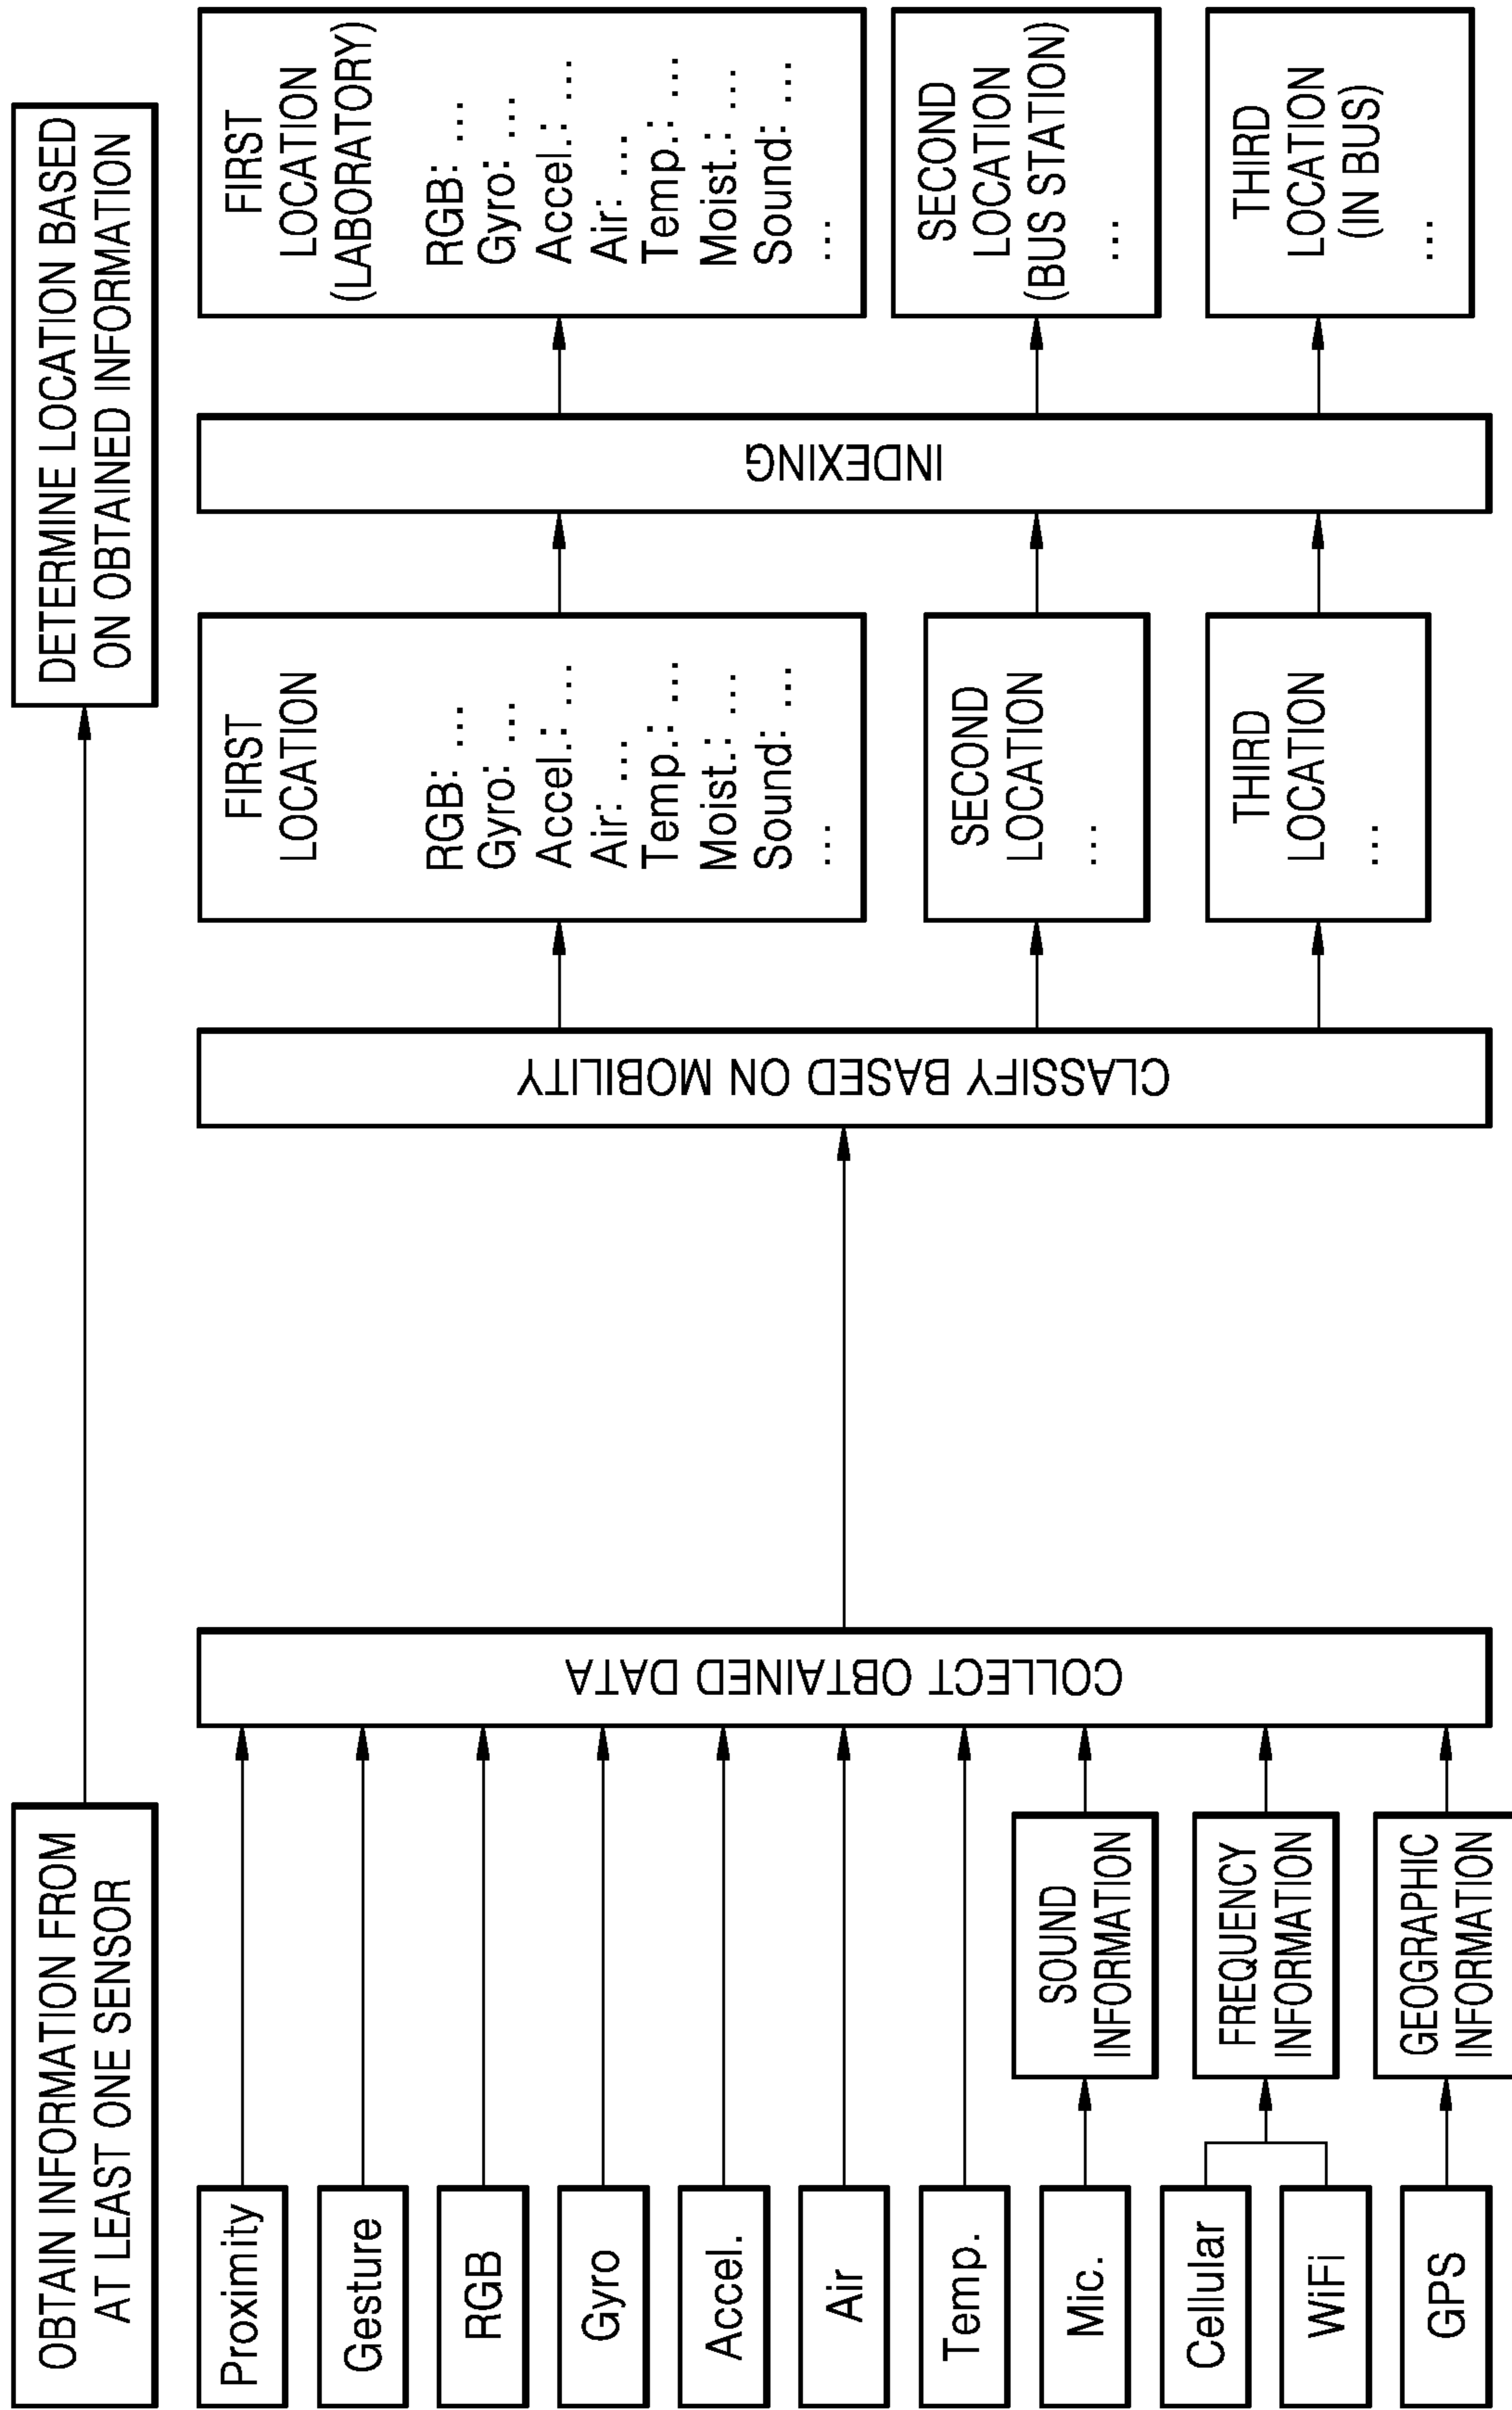 OBTAIN INFORMATION FROM
AT LEAST ONE SENSOR
DETERMINE LOCATION BASED
ON OBTAINED INFORMATION
Proximity
Gesture
RGB
Gyro
Accel.
Air
Temp.
Mic.
Cellular
WiFi
GPS
SOUND
INFORMATION
FREQUENCY
INFORMATION
GEOGRAPHIC
INFORMATION
COLLECT OBTAINED DATA
CLASSIFY BASED ON MOBILITY
FIRST
LOCATION
RGB: ...
Gyro: ...
Accel.: ...
Air: ...
Temp.: ...
Moist.: ...
Sound: ...
...
SECOND
LOCATION
...
THIRD
LOCATION
...
INDEXING
FIRST
LOCATION
(LABORATORY)
RGB: ...
Gyro: ...
Accel.: ...
Air: ...
Temp.: ...
Moist.: ...
Sound: ...
...
SECOND
LOCATION
(BUS STATION)
...
THIRD
LOCATION
(IN BUS)
...